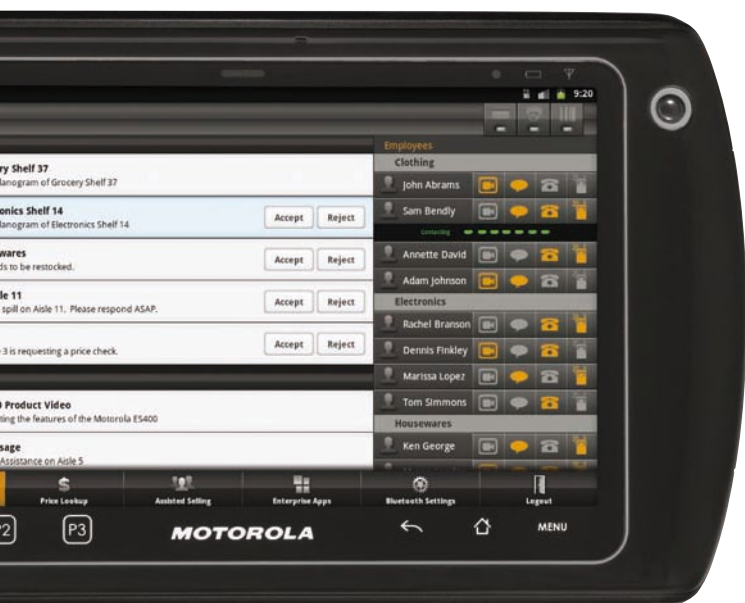 9:20
Employees
Clothing
ry Shelf 37
lanogram of Grocery Shelf 37
John Abrams
onics Shelf 14
lanogram of Electronics Shelf 14
Accept Reject
Sam Bendly
Contacting
wares
ds to be restocked.
Accept Reject
Annette David
Adam Johnson
le 11
spill on Aisle 11. Please respond ASAP.
Accept Reject
Electronics
Rachel Branson
3 is requesting a price check.
Accept Reject
Dennis Finkley
Marissa Lopez
0 Product Video
ting the features of the Motorola ES400
Tom Simmons
Housewares
sage
Assistance on Aisle 5
Ken George
Price Lookup Assisted Selling Enterprise Apps Bluetooth Settings Logout
P2 P3 MOTOROLA MENU